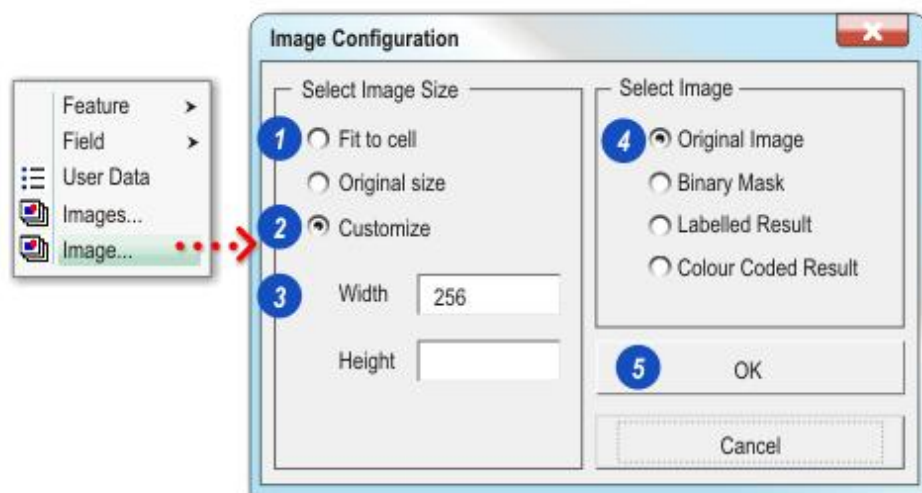 Image Configuration
Feature
Field
User Data
Images...
Image...
Select Image Size
1 Fit to cell
Original size
2 Customize
3 Width 256
Height
Select Image
4 Original Image
Binary Mask
Labelled Result
Colour Coded Result
5 OK
Cancel